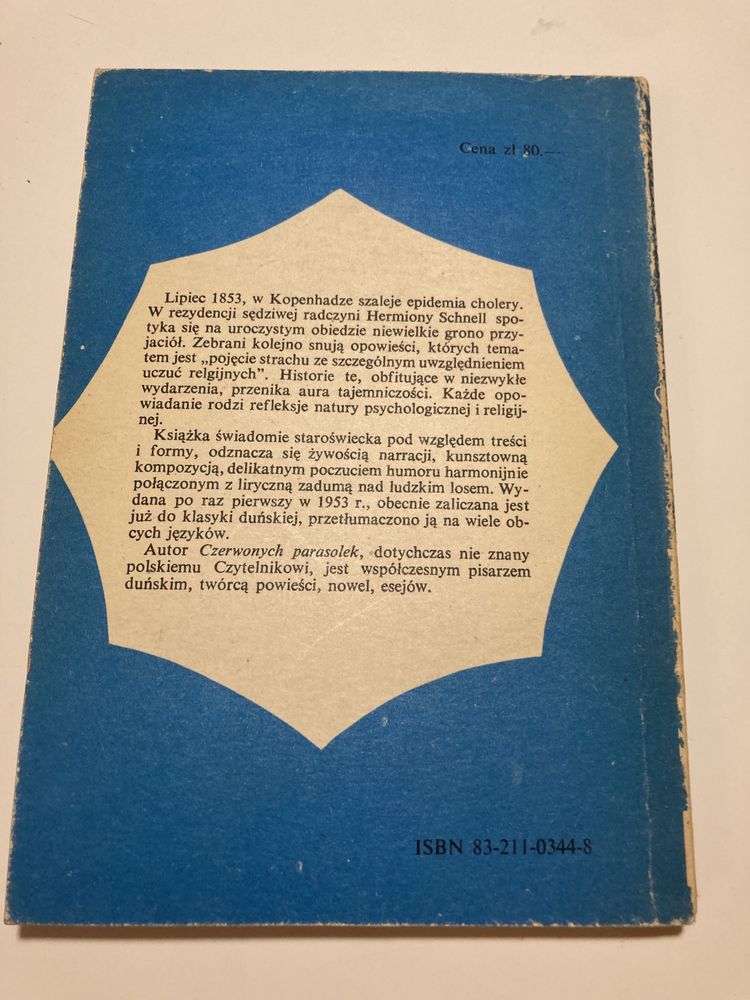 Cena zł 80.—
Lipiec 1853, w Kopenhadze szaleje epidemia cholery.
W rezydencji sędziwej radczyni Hermiony Schnell spo-
tyka się na uroczystym obiedzie niewielkie grono przy-
jaciół. Zebrani kolejno snują opowieści, których tema-
tem jest „pojęcie strachu ze szczególnym uwzględnieniem
uczuć relgijnych”. Historie te, obfitujące w niezwykłe
wydarzenia, przenika aura tajemniczości. Każde opo-
wiadanie rodzi refleksje natury psychologicznej i religij-
nej.
Książka świadomie staroświecka pod względem treści
i formy, odznacza się żywością narracji, kunsztowną
kompozycją, delikatnym poczuciem humoru harmonijnie
połączonym z liryczną zadumą nad ludzkim losem. Wy-
dana po raz pierwszy w 1953 r., obecnie zaliczana jest
już do klasyki duńskiej, przetłumaczono ją na wiele ob-
cych języków.
Autor Czerwonych parasolek, dotychczas nie znany
polskiemu Czytelnikowi, jest współczesnym pisarzem
duńskim, twórcą powieści, nowel, esejów.
ISBN 83-211-0344-8